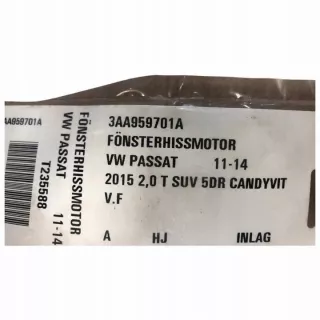 3AA959701A
FÖNSTERHISSMOTOR
VW PASSAT 11-14
2015 2,0 T SUV 5DR CANDYVIT
V.F
A HJ INLAG
AA959701A
FÖNSTERHISSMOTOR
VW PASSAT 11-14
T235588